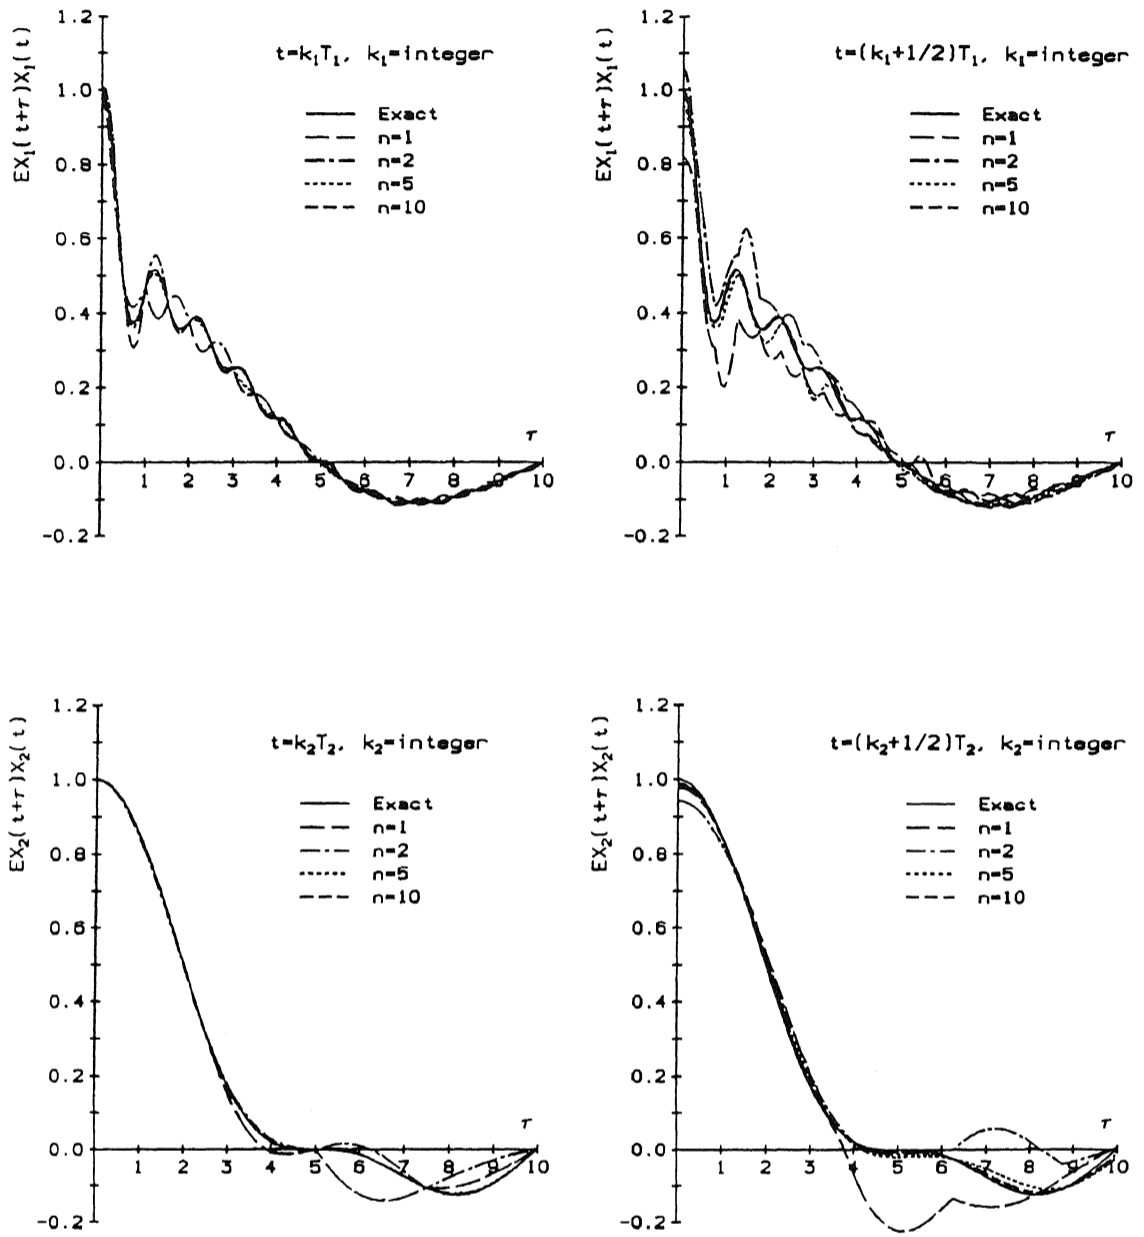 EX₁(t+τ)X₁(t)
1.2
1.0
0.8
0.6
0.4
0.2
0.0
-0.2
t=k₁T₁, k₁=integer
Exact
n=1
n=2
n=5
n=10
τ
1 2 3 4 5 6 7 8 9 10
EX₁(t+τ)X₁(t)
1.2
1.0
0.8
0.6
0.4
0.2
0.0
-0.2
t=(k₁+1/2)T₁, k₁=integer
Exact
n=1
n=2
n=5
n=10
τ
1 2 3 4 5 6 7 8 9 10
EX₂(t+τ)X₂(t)
1.2
1.0
0.8
0.6
0.4
0.2
0.0
-0.2
t=k₂T₂, k₂=integer
Exact
n=1
n=2
n=5
n=10
τ
1 2 3 4 5 6 7 8 9 10
EX₂(t+τ)X₂(t)
1.2
1.0
0.8
0.6
0.4
0.2
0.0
-0.2
t=(k₂+1/2)T₂, k₂=integer
Exact
n=1
n=2
n=5
n=10
τ
1 2 3 4 5 6 7 8 9 10